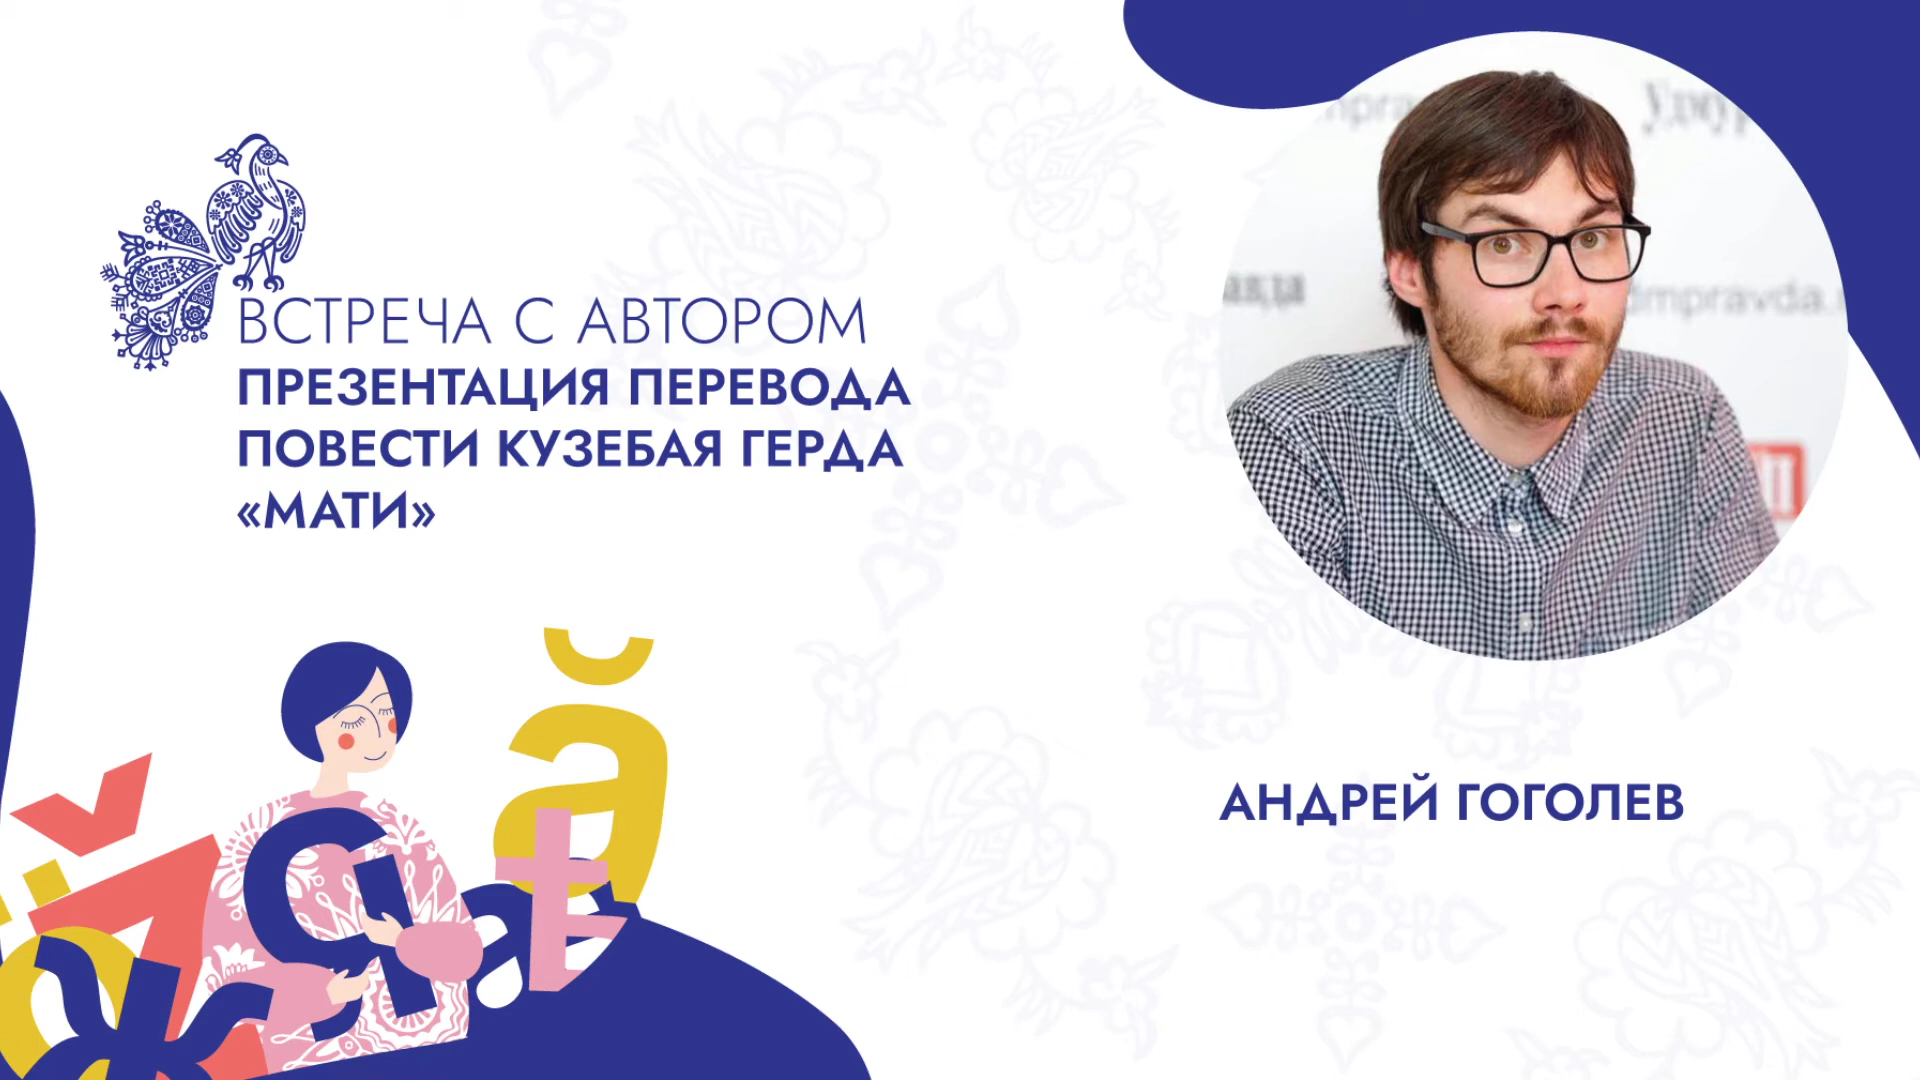 ВСТРЕЧА С АВТОРОМ
ПРЕЗЕНТАЦИЯ ПЕРЕВОДА
ПОВЕСТИ КУЗЕБАЯ ГЕРДА
«МАТИ»
АНДРЕЙ ГОГОЛЕВ